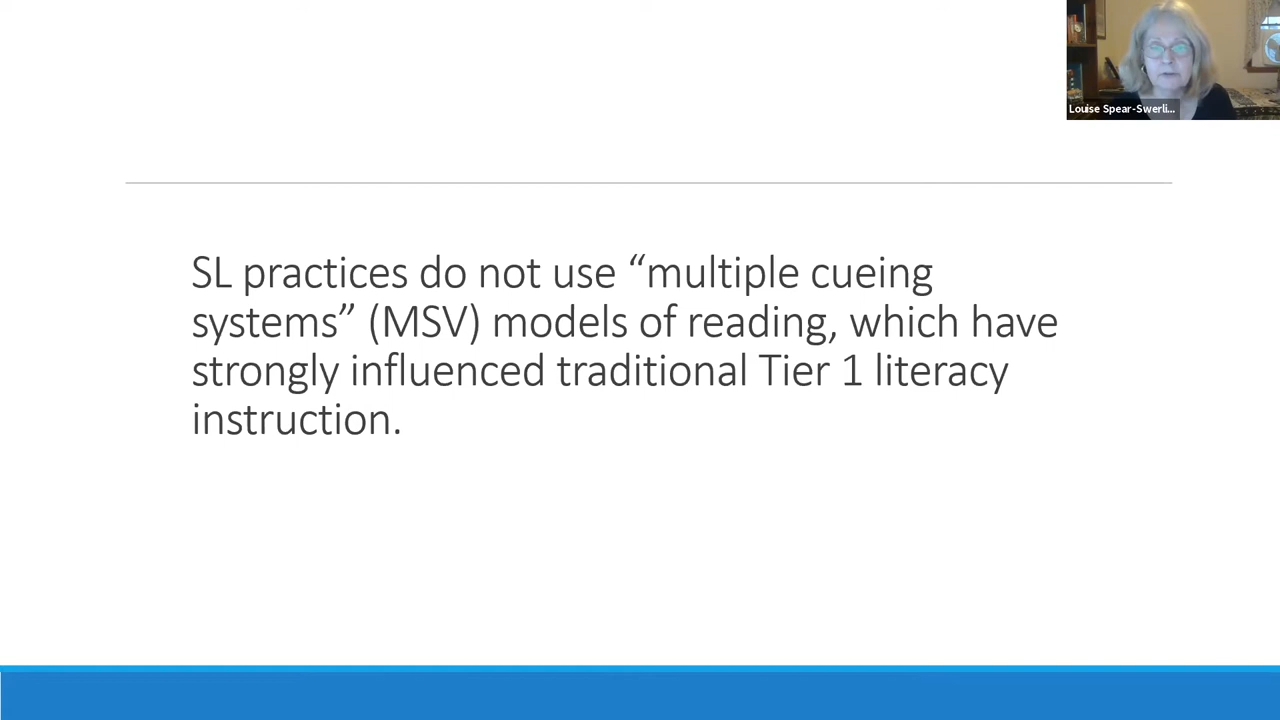 Louise Spear-Swerli...
SL practices do not use “multiple cueing
systems” (MSV) models of reading, which have
strongly influenced traditional Tier 1 literacy
instruction.